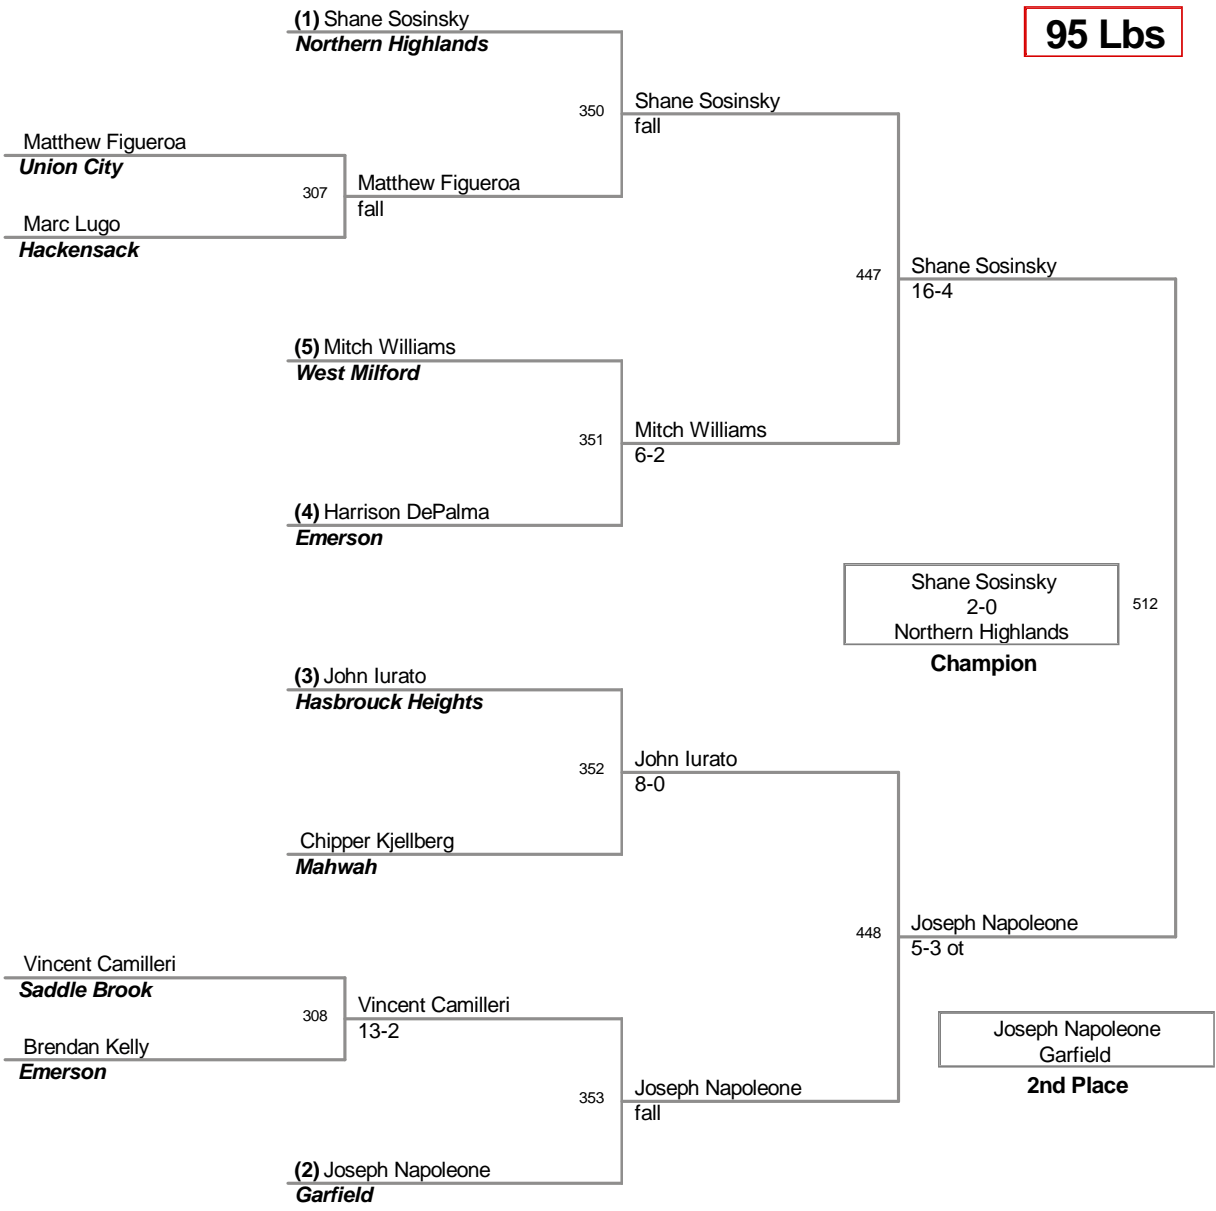 (1) Shane Sosinsky
Northern Highlands
95 Lbs
350
Shane Sosinsky
fall
Matthew Figueroa
Union City
307
Matthew Figueroa
fall
Marc Lugo
Hackensack
447
Shane Sosinsky
16-4
(5) Mitch Williams
West Milford
351
Mitch Williams
6-2
(4) Harrison DePalma
Emerson
Shane Sosinsky
2-0
Northern Highlands
512
Champion
(3) John Iurato
Hasbrouck Heights
352
John Iurato
8-0
Chipper Kjellberg
Mahwah
448
Joseph Napoleone
5-3 ot
Vincent Camilleri
Saddle Brook
308
Vincent Camilleri
13-2
Brendan Kelly
Emerson
Joseph Napoleone
Garfield
2nd Place
353
Joseph Napoleone
fall
(2) Joseph Napoleone
Garfield